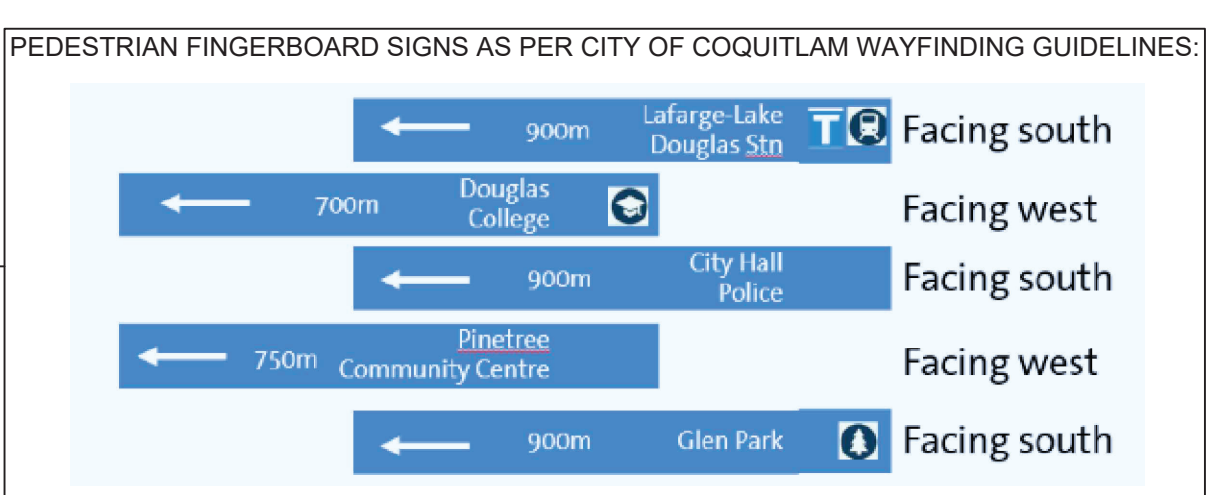 PEDESTRIAN FINGERBOARD SIGNS AS PER CITY OF COQUITLAM WAYFINDING GUIDELINES:
900m Lafarge-Lake Douglas Stn T Facing south
700m Douglas College Facing west
900m City Hall Police Facing south
750m Pinetree Community Centre Facing west
900m Glen Park Facing south